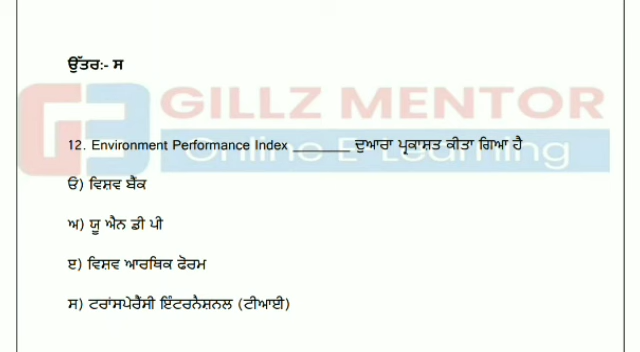 ਉੱਤਰ:- ਸ
GILLZ MENTOR
Online E-Learning
12. Environment Performance Index ________ ਦੁਆਰਾ ਪ੍ਰਕਾਸ਼ਤ ਕੀਤਾ ਗਿਆ ਹੈ
ੳ) ਵਿਸ਼ਵ ਬੈਂਕ
ਅ) ਯੂ ਐਨ ਡੀ ਪੀ
ੲ) ਵਿਸ਼ਵ ਆਰਥਿਕ ਫੋਰਮ
ਸ) ਟਰਾਂਸਪੇਰੈਂਸੀ ਇੰਟਰਨੈਸ਼ਨਲ (ਟੀਆਈ)